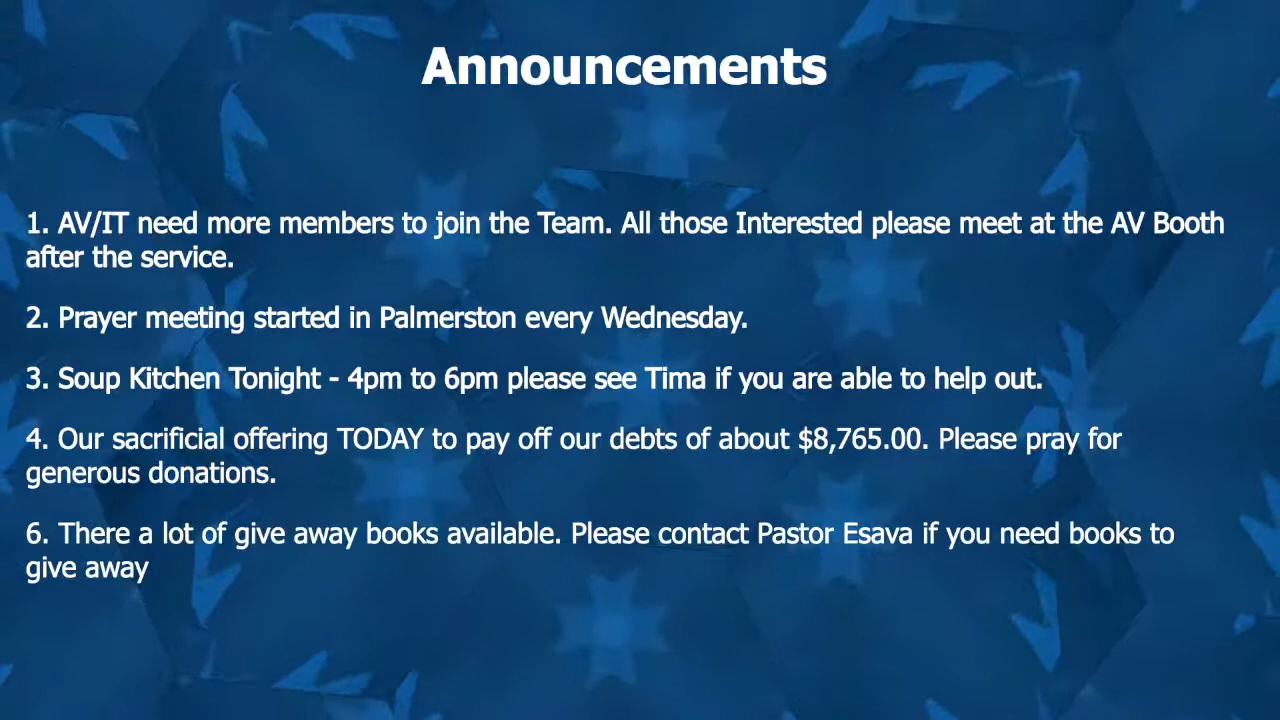 Announcements
1. AV/IT need more members to join the Team. All those Interested please meet at the AV Booth
after the service.
2. Prayer meeting started in Palmerston every Wednesday.
3. Soup Kitchen Tonight - 4pm to 6pm please see Tima if you are able to help out.
4. Our sacrificial offering TODAY to pay off our debts of about $8,765.00. Please pray for
generous donations.
6. There a lot of give away books available. Please contact Pastor Esava if you need books to
give away